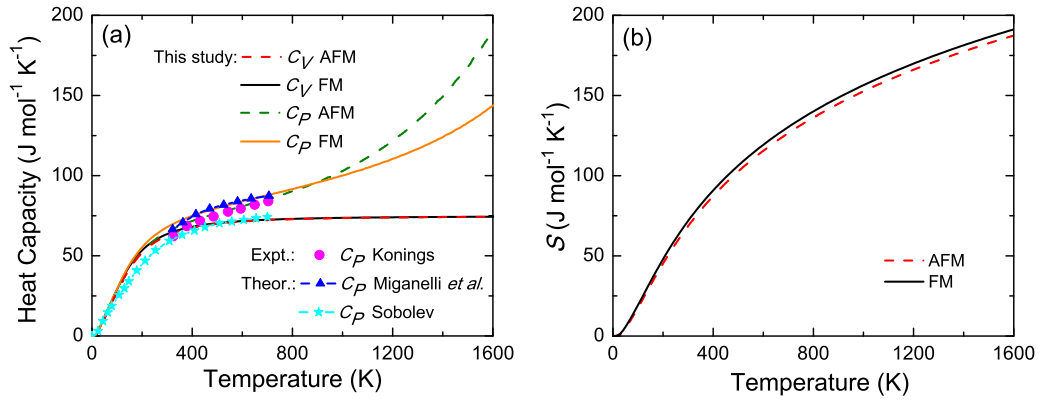 (a)
This study:
C_V AFM
C_V FM
C_P AFM
C_P FM
Expt.: C_P Konings
Theor.: C_P Miganelli et al.
C_P Sobolev
Heat Capacity (J mol⁻¹ K⁻¹)
200
150
100
50
0
0 400 800 1200 1600
Temperature (K)
(b)
AFM
FM
S (J mol⁻¹ K⁻¹)
200
150
100
50
0
0 400 800 1200 1600
Temperature (K)